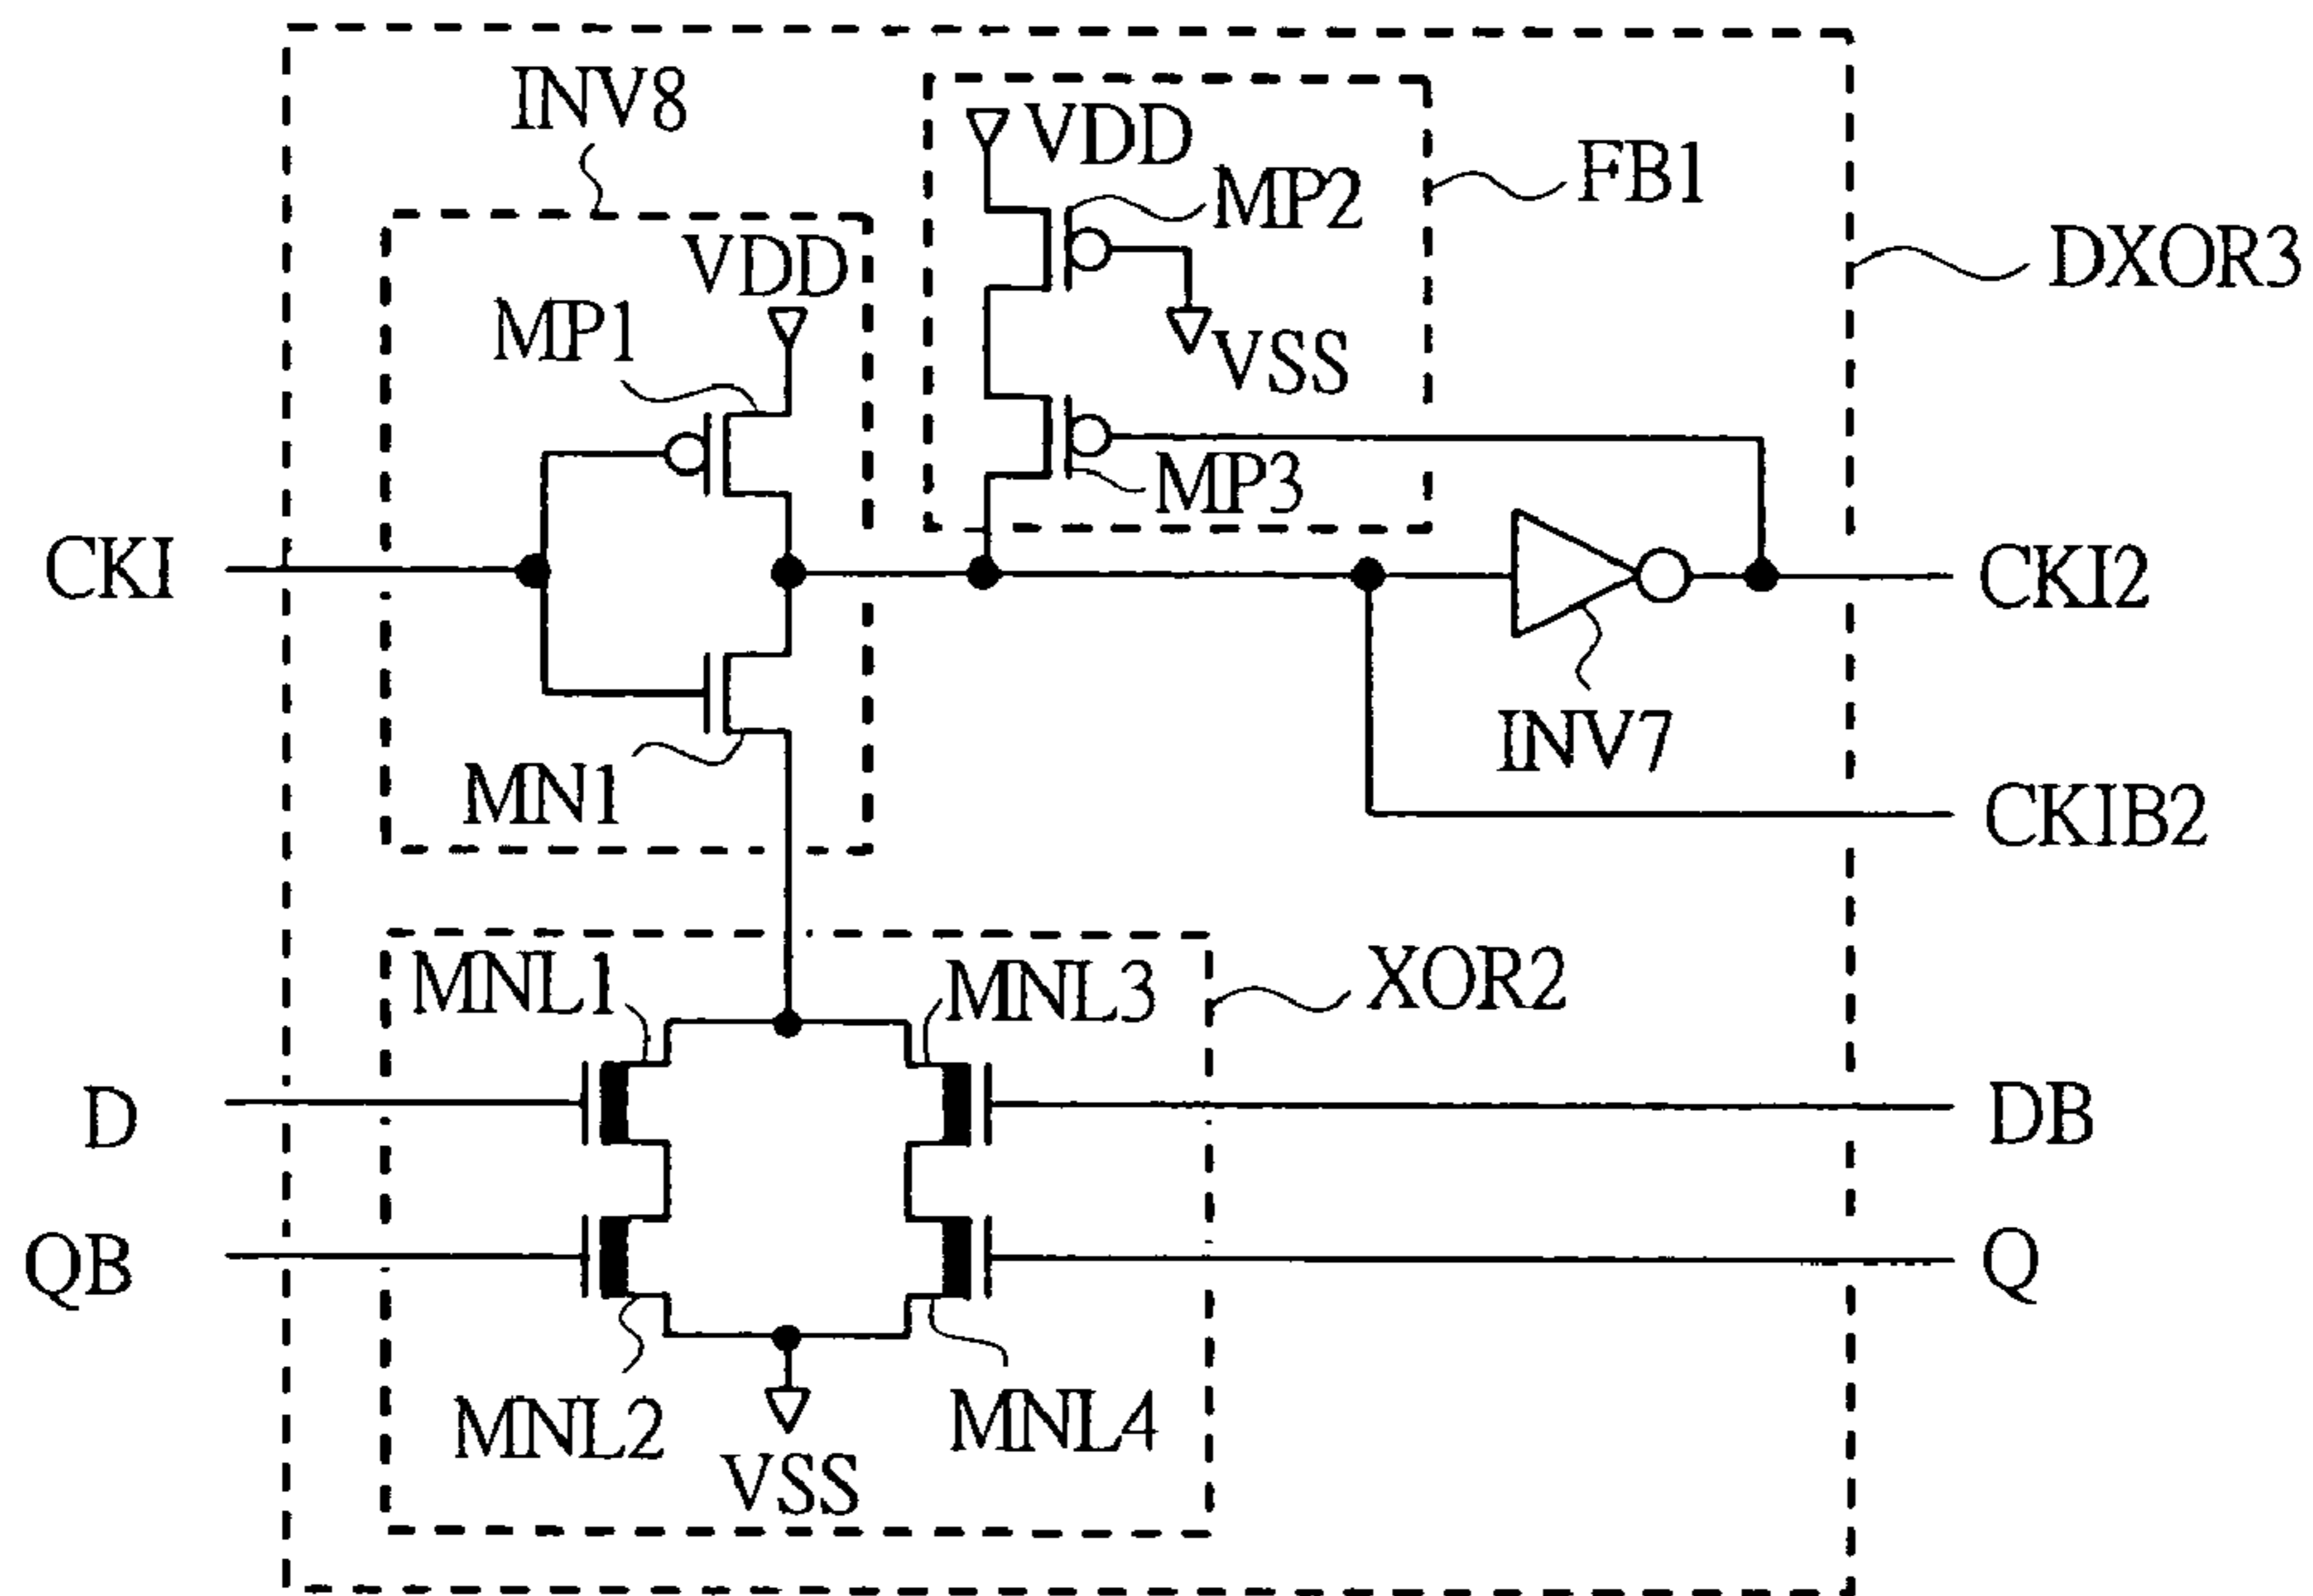 INV8
VDD
MP2
FB1
VDD
DXOR3
MP1
VSS
MP3
CKI
CKI2
INV7
MN1
CKIB2
MNL1
MNL3
XOR2
D
DB
QB
Q
MNL2
MNL4
VSS